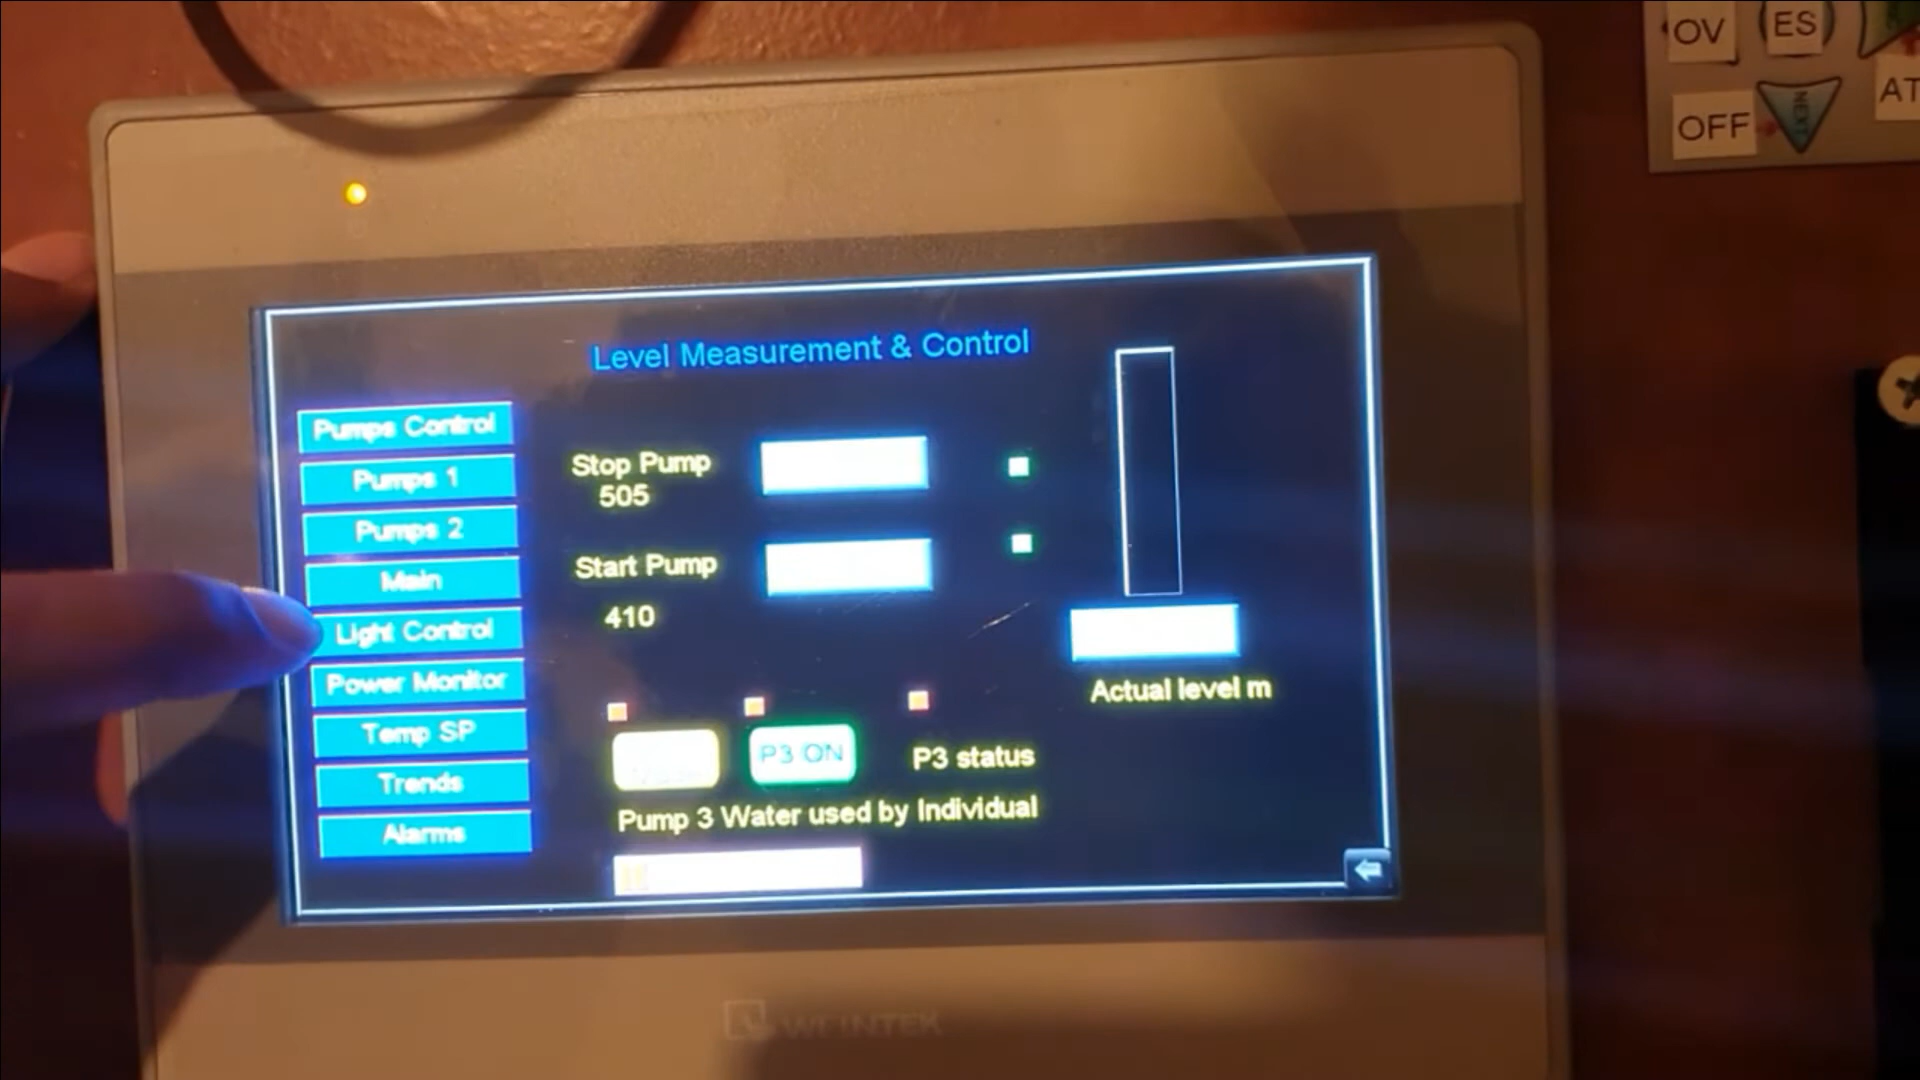 OV
ES
OFF
NEXT
AT
Level Measurement & Control
Pumps Control
Pumps 1
Pumps 2
Main
Light Control
Power Monitor
Temp SP
Trends
Alarms
Stop Pump
505
Start Pump
410
Actual level m
P3 ON
P3 status
Pump 3 Water used by Individual
WEINTEK